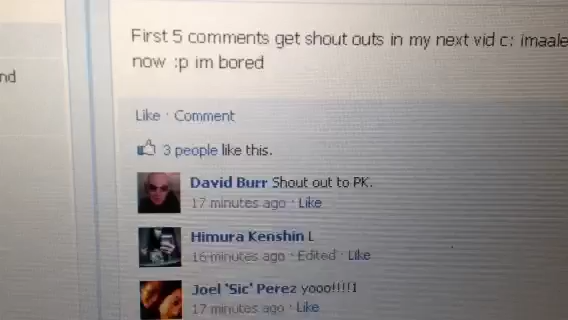 First 5 comments get shout outs in my next vid c: imaale
now :p im bored
nd
Like · Comment
3 people like this.
David Burr Shout out to PK.
17 minutes ago · Like
Himura Kenshin L
16 minutes ago · Edited · Like
Joel 'Sic' Perez yooo!!!!1
17 minutes ago · Like